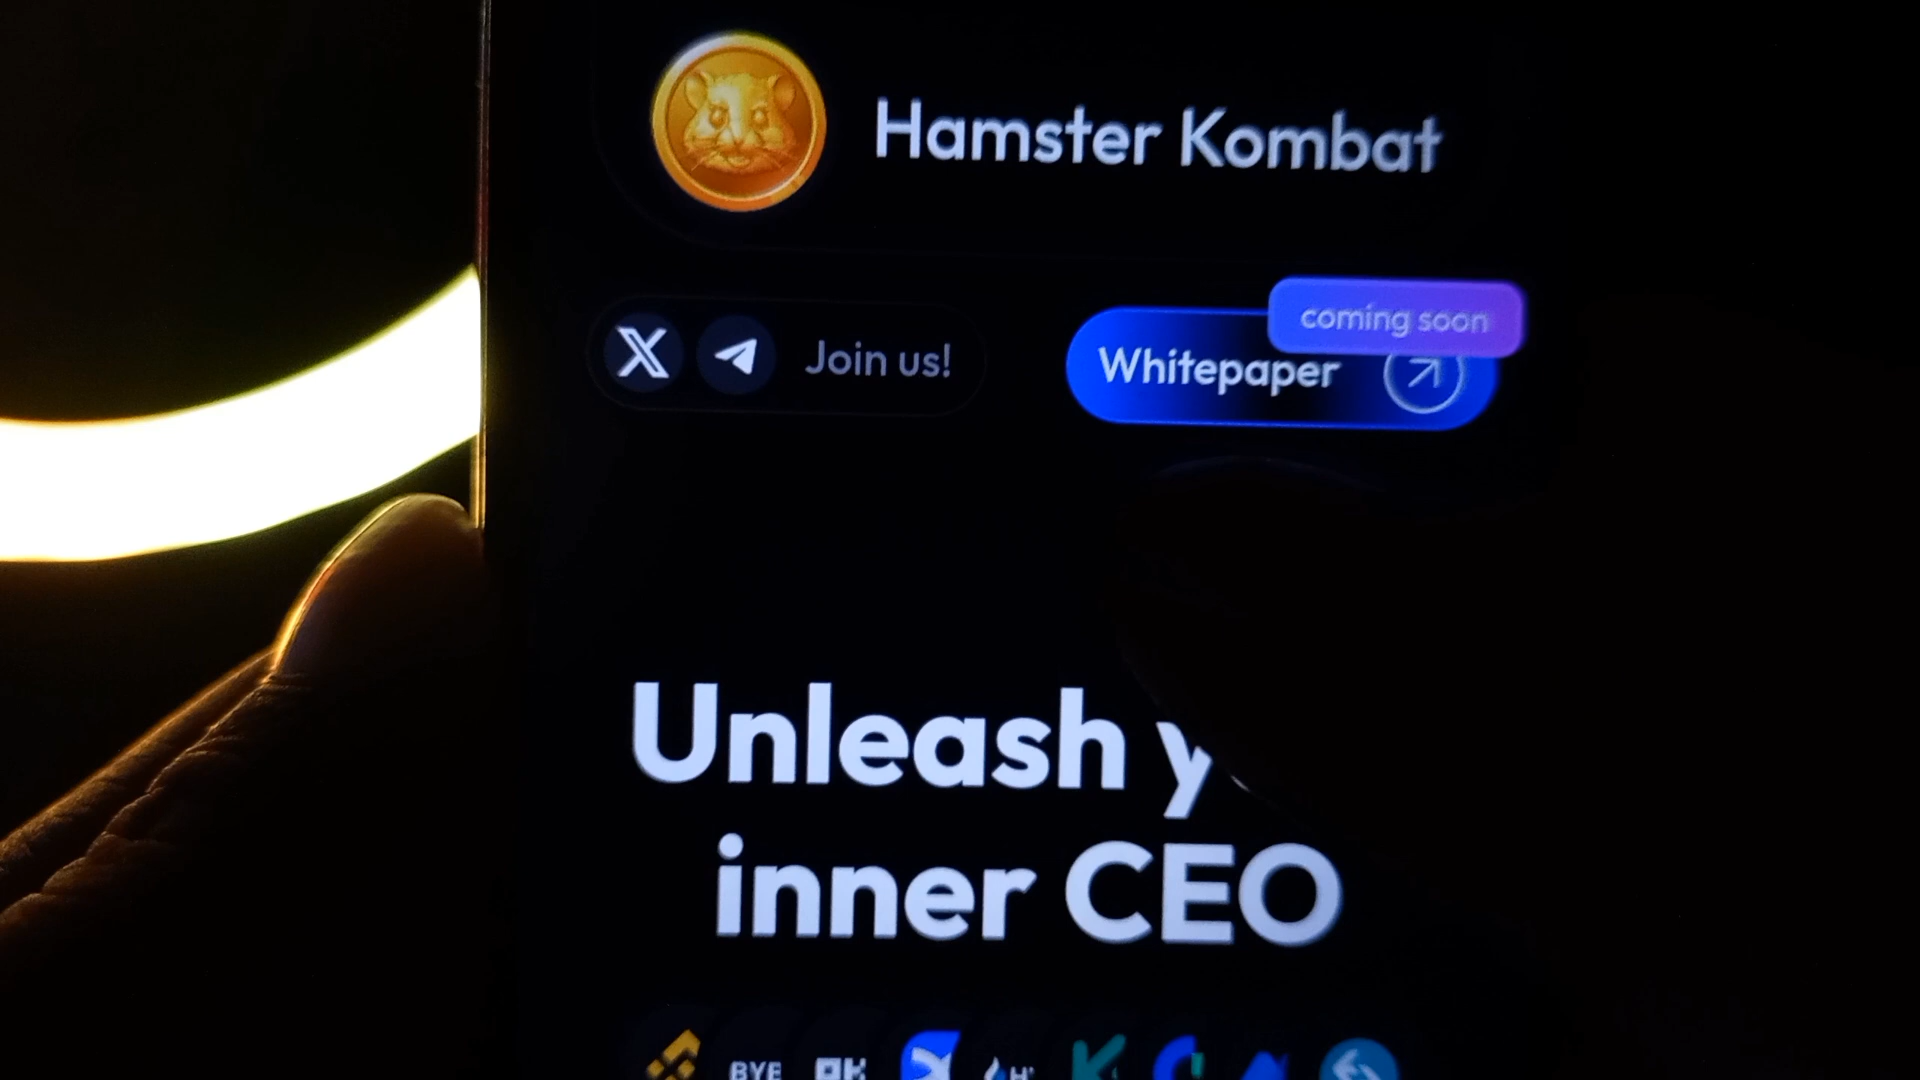 Hamster Kombat
coming soon
Join us!
Whitepaper
Unleash y
inner CEO